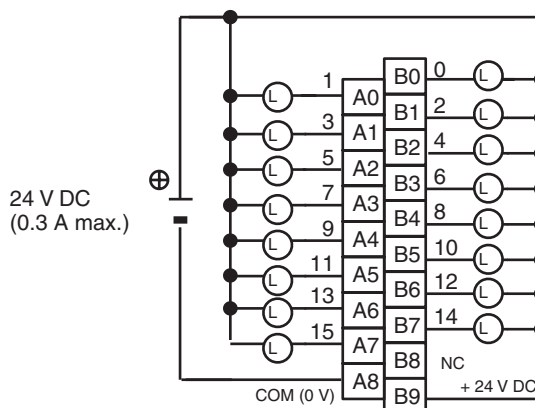 0
B0
L
1
L
A0
2
B1
L
3
L
A1
4
B2
L
5
L
A2
6
B3
L
24 V DC
(0.3 A max.)
7
L
A3
8
B4
L
9
L
A4
10
B5
L
11
L
A5
12
B6
L
13
L
A6
14
B7
L
15
L
A7
B8
NC
COM (0 V)
A8
B9
+ 24 V DC